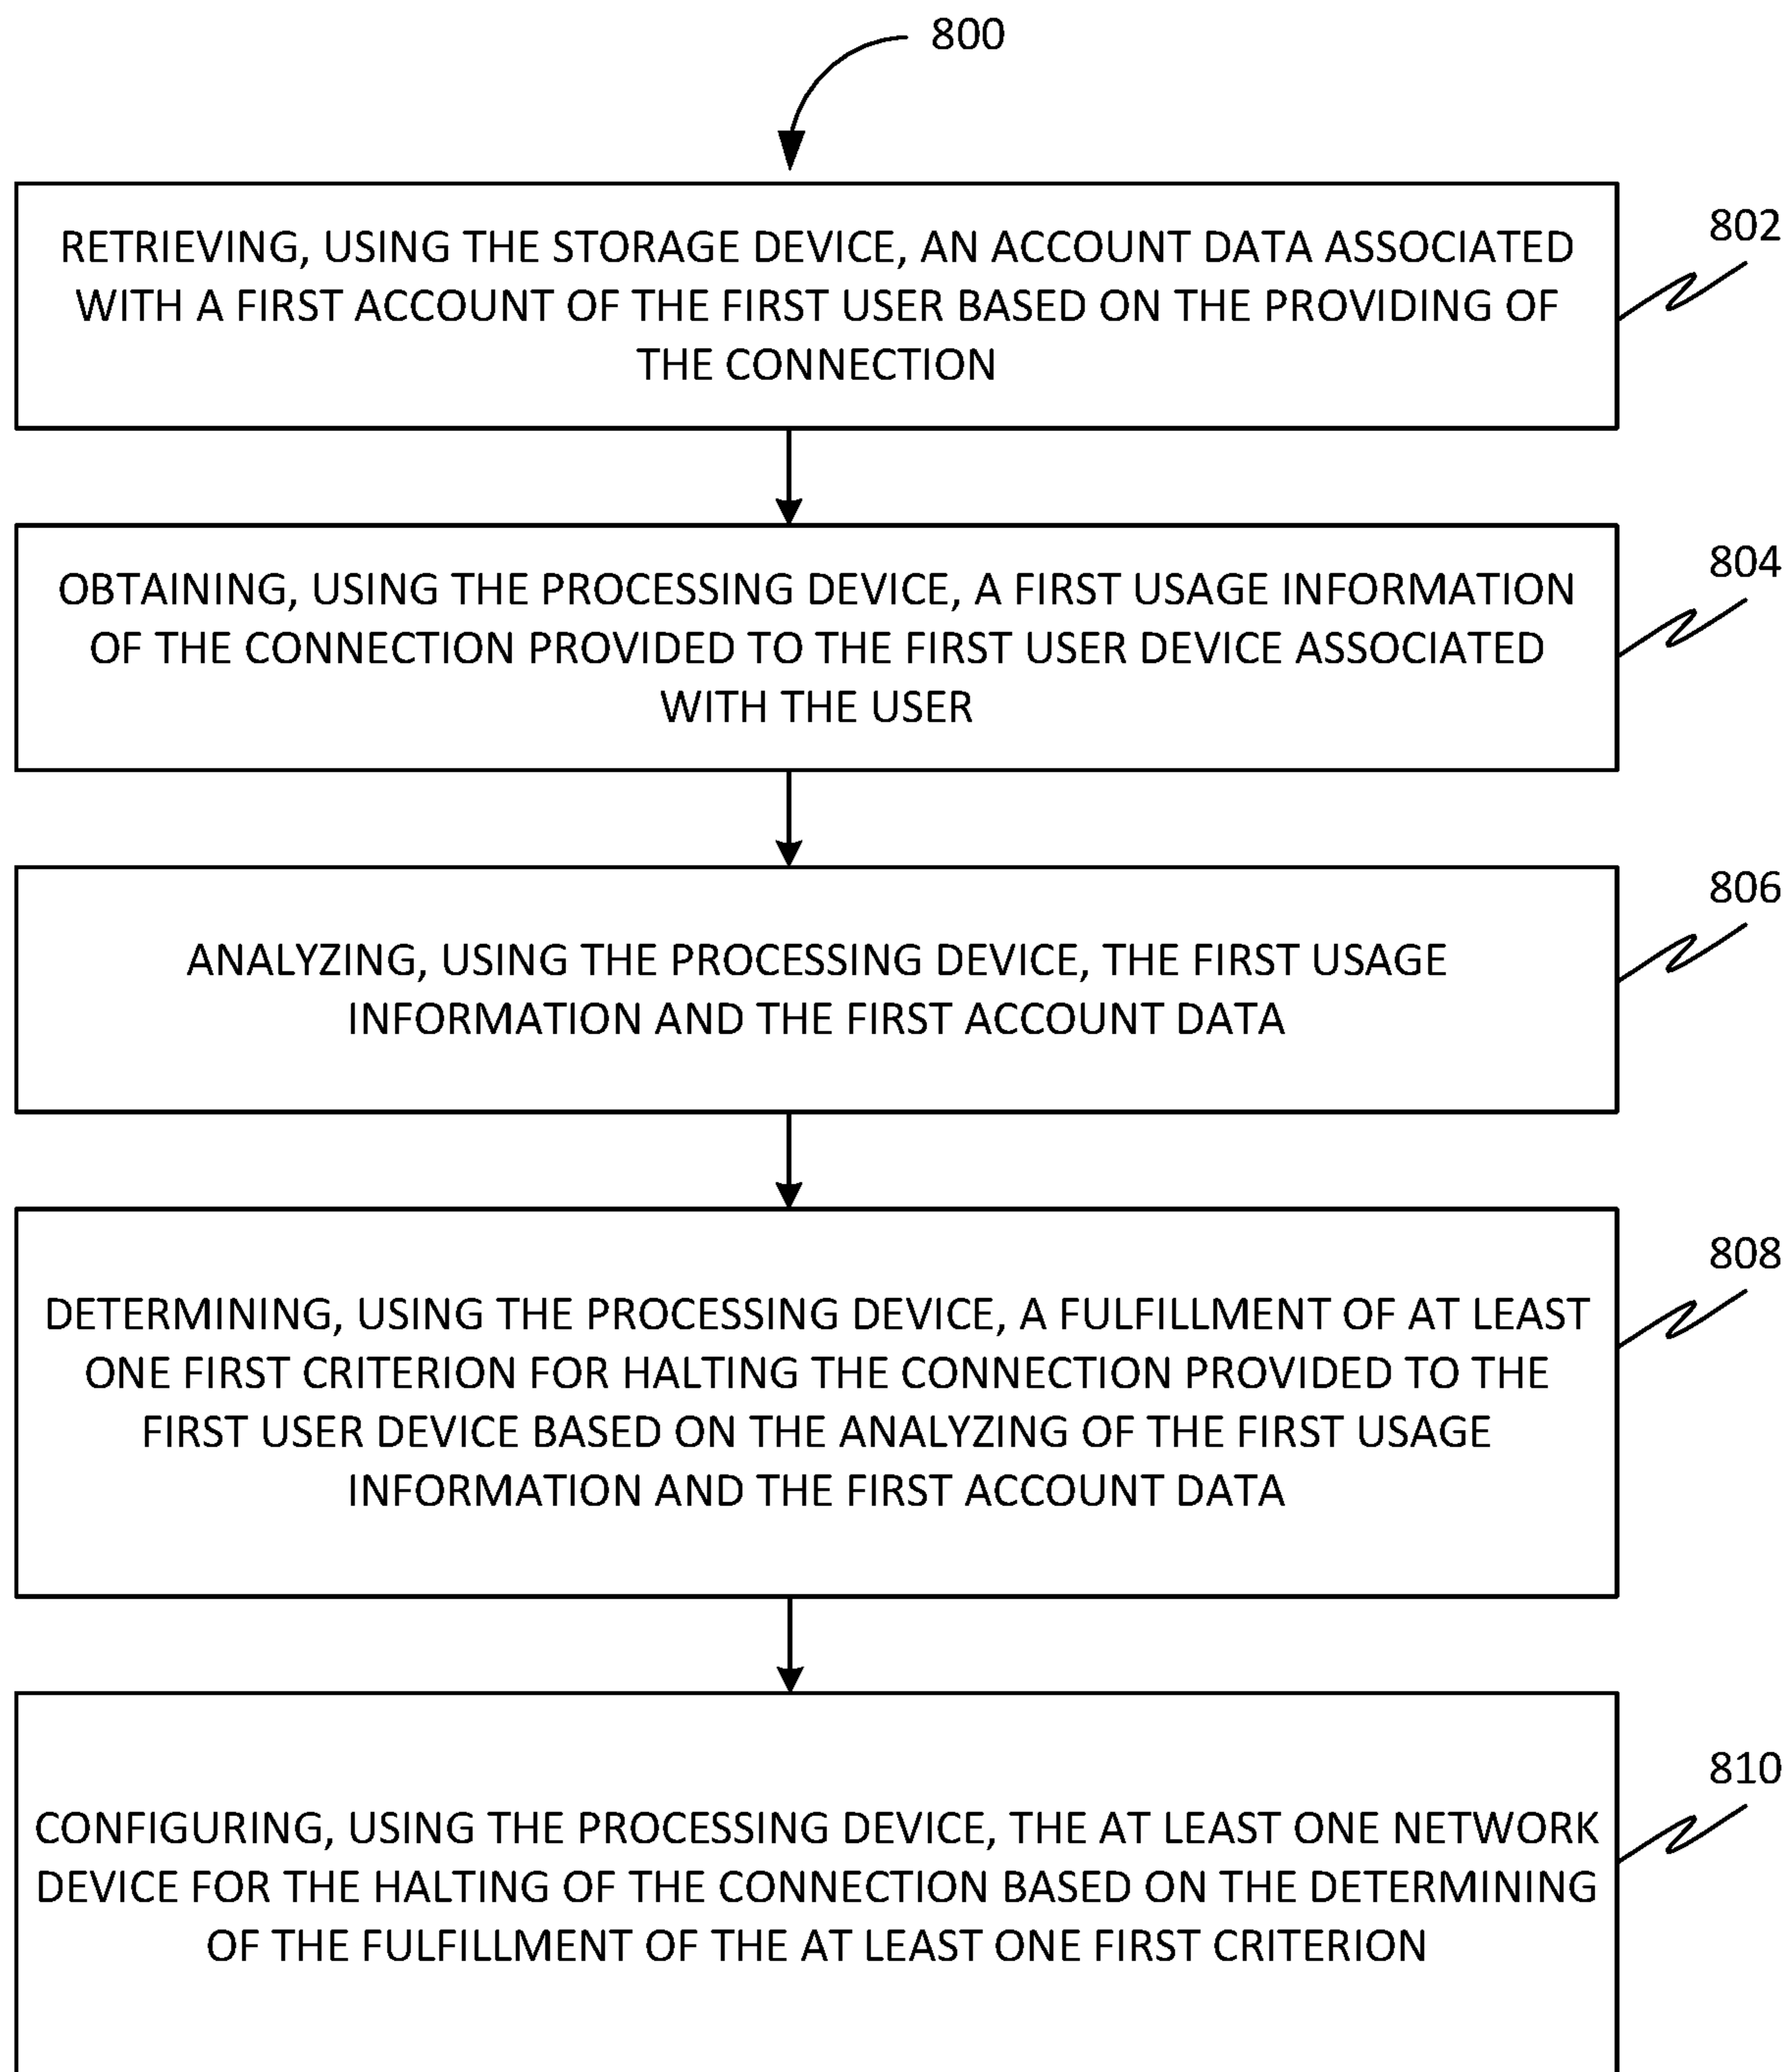 800
RETRIEVING, USING THE STORAGE DEVICE, AN ACCOUNT DATA ASSOCIATED
WITH A FIRST ACCOUNT OF THE FIRST USER BASED ON THE PROVIDING OF
THE CONNECTION
802
OBTAINING, USING THE PROCESSING DEVICE, A FIRST USAGE INFORMATION
OF THE CONNECTION PROVIDED TO THE FIRST USER DEVICE ASSOCIATED
WITH THE USER
804
ANALYZING, USING THE PROCESSING DEVICE, THE FIRST USAGE
INFORMATION AND THE FIRST ACCOUNT DATA
806
DETERMINING, USING THE PROCESSING DEVICE, A FULFILLMENT OF AT LEAST
ONE FIRST CRITERION FOR HALTING THE CONNECTION PROVIDED TO THE
FIRST USER DEVICE BASED ON THE ANALYZING OF THE FIRST USAGE
INFORMATION AND THE FIRST ACCOUNT DATA
808
CONFIGURING, USING THE PROCESSING DEVICE, THE AT LEAST ONE NETWORK
DEVICE FOR THE HALTING OF THE CONNECTION BASED ON THE DETERMINING
OF THE FULFILLMENT OF THE AT LEAST ONE FIRST CRITERION
810